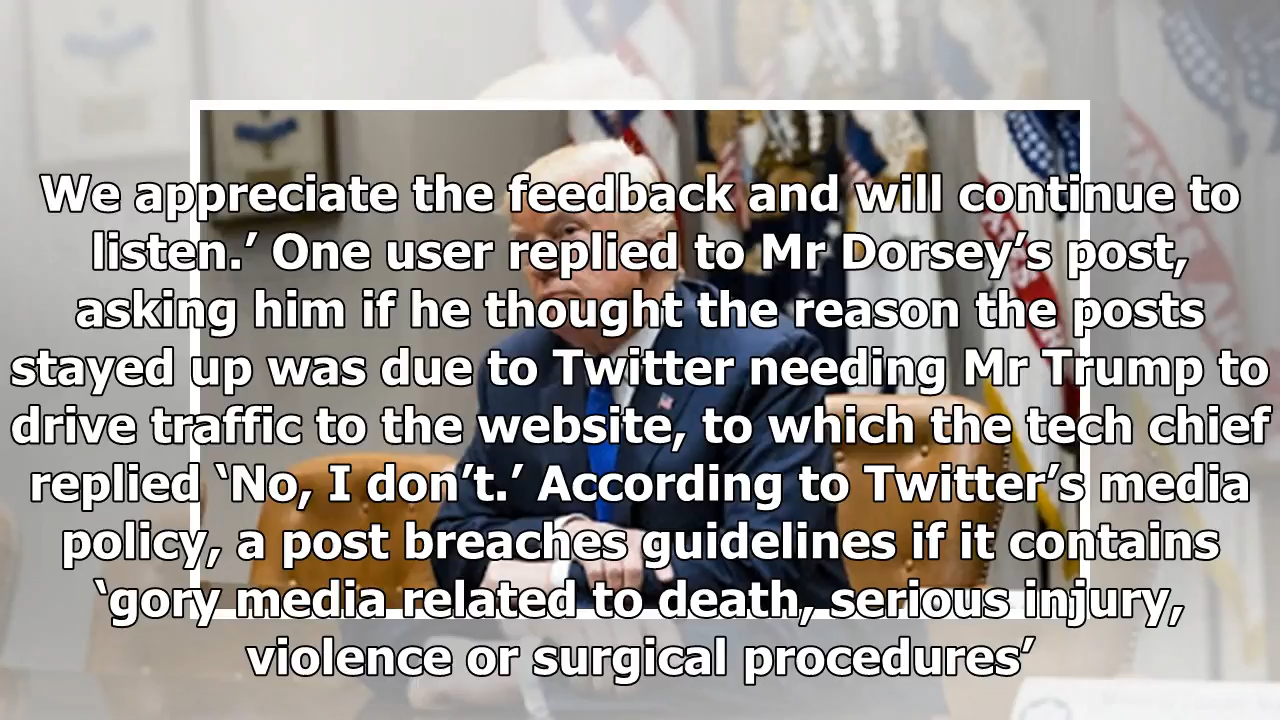 We appreciate the feedback and will continue to
listen.’ One user replied to Mr Dorsey’s post,
asking him if he thought the reason the posts
stayed up was due to Twitter needing Mr Trump to
drive traffic to the website, to which the tech chief
replied ‘No, I don’t.’ According to Twitter’s media
policy, a post breaches guidelines if it contains
‘gory media related to death, serious injury,
violence or surgical procedures’